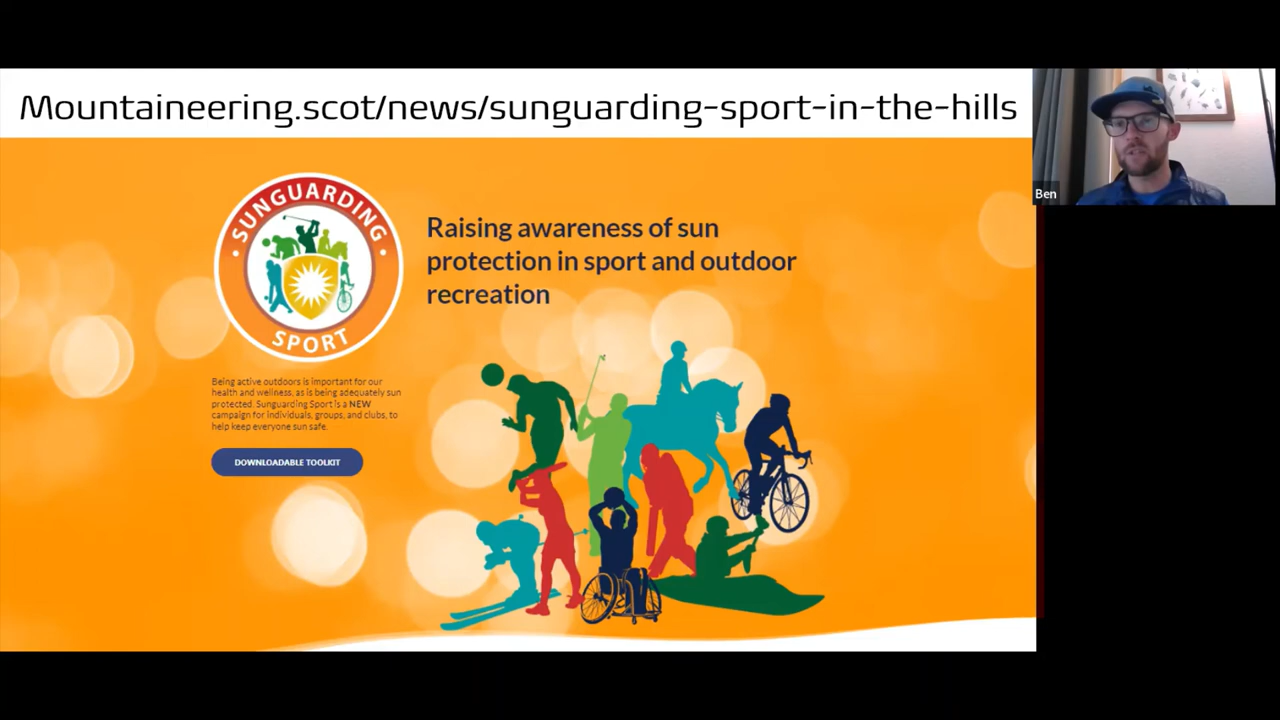 Mountaineering.scot/news/sunguarding-sport-in-the-hills
Ben
SUNGUARDING
SPORT
Raising awareness of sun
protection in sport and outdoor
recreation
Being active outdoors is important for our
health and wellness, as is being adequately sun
protected. Sunguarding Sport is a NEW
campaign for individuals, groups, and clubs, to
help keep everyone sun safe.
DOWNLOADABLE TOOLKIT